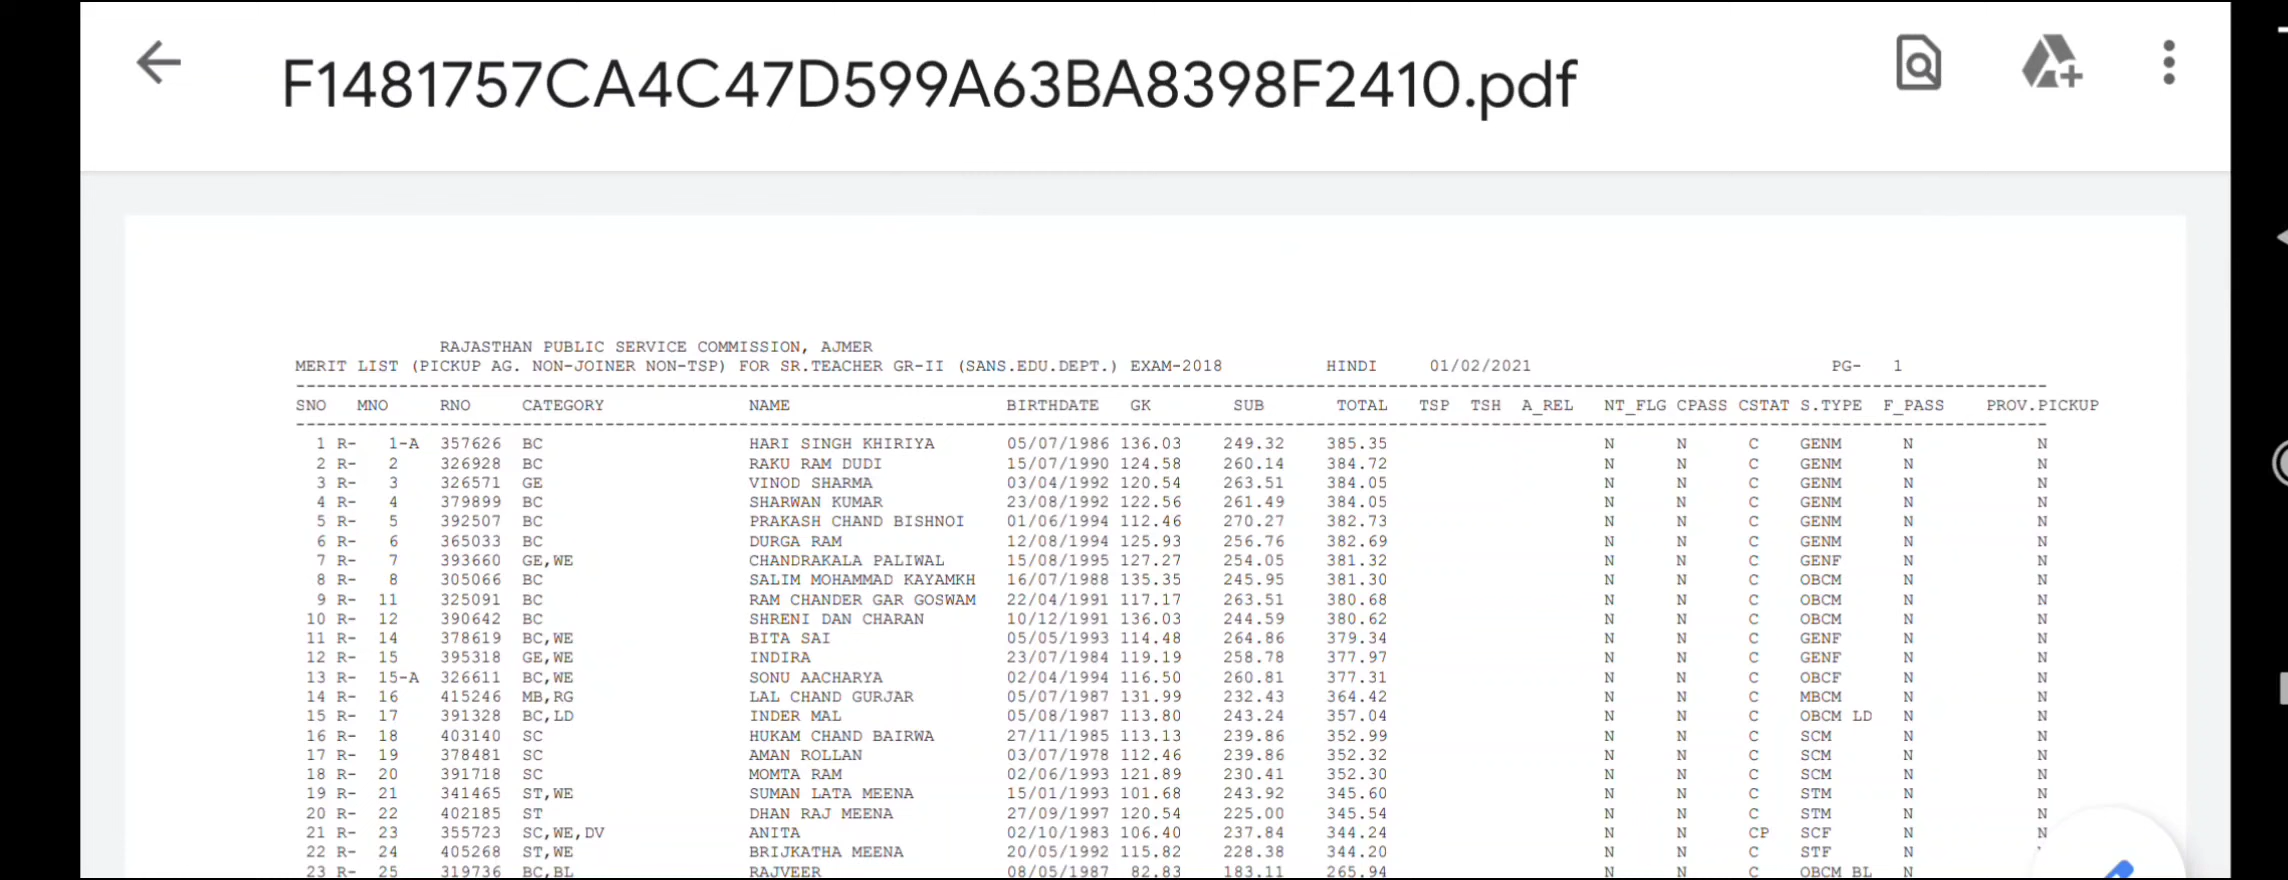 F1481757CA4C47D599A63BA8398F2410.pdf
RAJASTHAN PUBLIC SERVICE COMMISSION, AJMER
MERIT LIST (PICKUP AG. NON-JOINER NON-TSP) FOR SR.TEACHER GR-II (SANS.EDU.DEPT.) EXAM-2018 HINDI 01/02/2021 PG- 1
SNO MNO RNO CATEGORY NAME BIRTHDATE GK SUB TOTAL TSP TSH A_REL NT_FLG CPASS CSTAT S.TYPE F_PASS PROV.PICKUP
1 R- 1-A 357626 BC HARI SINGH KHIRIYA 05/07/1986 136.03 249.32 385.35 N N C GENM N N
2 R- 2 326928 BC RAKU RAM DUDI 15/07/1990 124.58 260.14 384.72 N N C GENM N N
3 R- 3 326571 GE VINOD SHARMA 03/04/1992 120.54 263.51 384.05 N N C GENM N N
4 R- 4 379899 BC SHARWAN KUMAR 23/08/1992 122.56 261.49 384.05 N N C GENM N N
5 R- 5 392507 BC PRAKASH CHAND BISHNOI 01/06/1994 112.46 270.27 382.73 N N C GENM N N
6 R- 6 365033 BC DURGA RAM 12/08/1994 125.93 256.76 382.69 N N C GENM N N
7 R- 7 393660 GE,WE CHANDRAKALA PALIWAL 15/08/1995 127.27 254.05 381.32 N N C GENF N N
8 R- 8 305066 BC SALIM MOHAMMAD KAYAMKH 16/07/1988 135.35 245.95 381.30 N N C OBCM N N
9 R- 11 325091 BC RAM CHANDER GAR GOSWAM 22/04/1991 117.17 263.51 380.68 N N C OBCM N N
10 R- 12 390642 BC SHRENI DAN CHARAN 10/12/1991 136.03 244.59 380.62 N N C OBCM N N
11 R- 14 378619 BC,WE BITA SAI 05/05/1993 114.48 264.86 379.34 N N C GENF N N
12 R- 15 395318 GE,WE INDIRA 23/07/1984 119.19 258.78 377.97 N N C GENF N N
13 R- 15-A 326611 BC,WE SONU AACHARYA 02/04/1994 116.50 260.81 377.31 N N C OBCF N N
14 R- 16 415246 MB,RG LAL CHAND GURJAR 05/07/1987 131.99 232.43 364.42 N N C MBCM N N
15 R- 17 391328 BC,LD INDER MAL 05/08/1987 113.80 243.24 357.04 N N C OBCM LD N N
16 R- 18 403140 SC HUKAM CHAND BAIRWA 27/11/1985 113.13 239.86 352.99 N N C SCM N N
17 R- 19 378481 SC AMAN ROLLAN 03/07/1978 112.46 239.86 352.32 N N C SCM N N
18 R- 20 391718 SC MOMTA RAM 02/06/1993 121.89 230.41 352.30 N N C SCM N N
19 R- 21 341465 ST,WE SUMAN LATA MEENA 15/01/1993 101.68 243.92 345.60 N N C STM N N
20 R- 22 402185 ST DHAN RAJ MEENA 27/09/1997 120.54 225.00 345.54 N N C STM N N
21 R- 23 355723 SC,WE,DV ANITA 02/10/1983 106.40 237.84 344.24 N N CP SCF N N
22 R- 24 405268 ST,WE BRIJKATHA MEENA 20/05/1992 115.82 228.38 344.20 N N C STF N
23 R- 25 319736 BC,BL RAJVEER 08/05/1987 82.83 183.11 265.94 N N C OBCM BL N